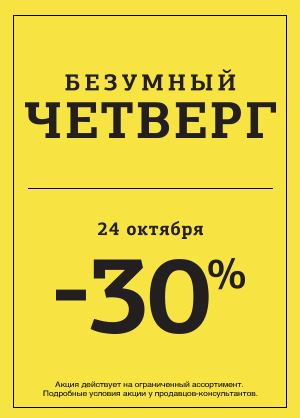 БЕЗУМНЫЙ
ЧЕТВЕРГ
24 октября
-30%
Акция действует на ограниченный ассортимент.
Подробные условия акции у продавцов-консультантов.